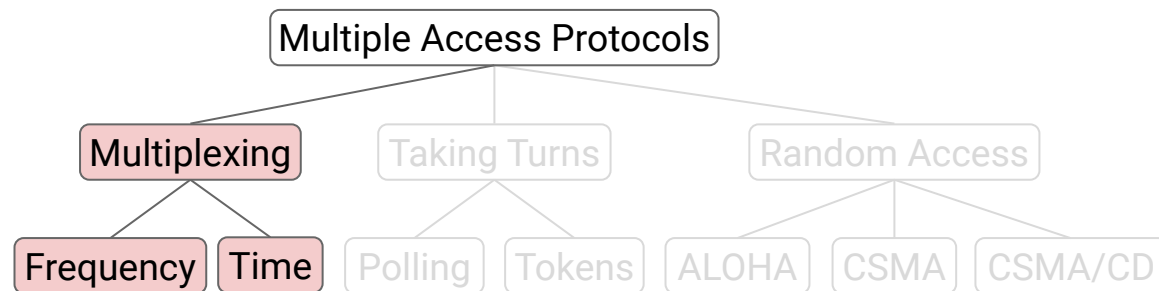 Multiple Access Protocols
Multiplexing
Taking Turns
Random Access
Frequency
Time
Polling
Tokens
ALOHA
CSMA
CSMA/CD